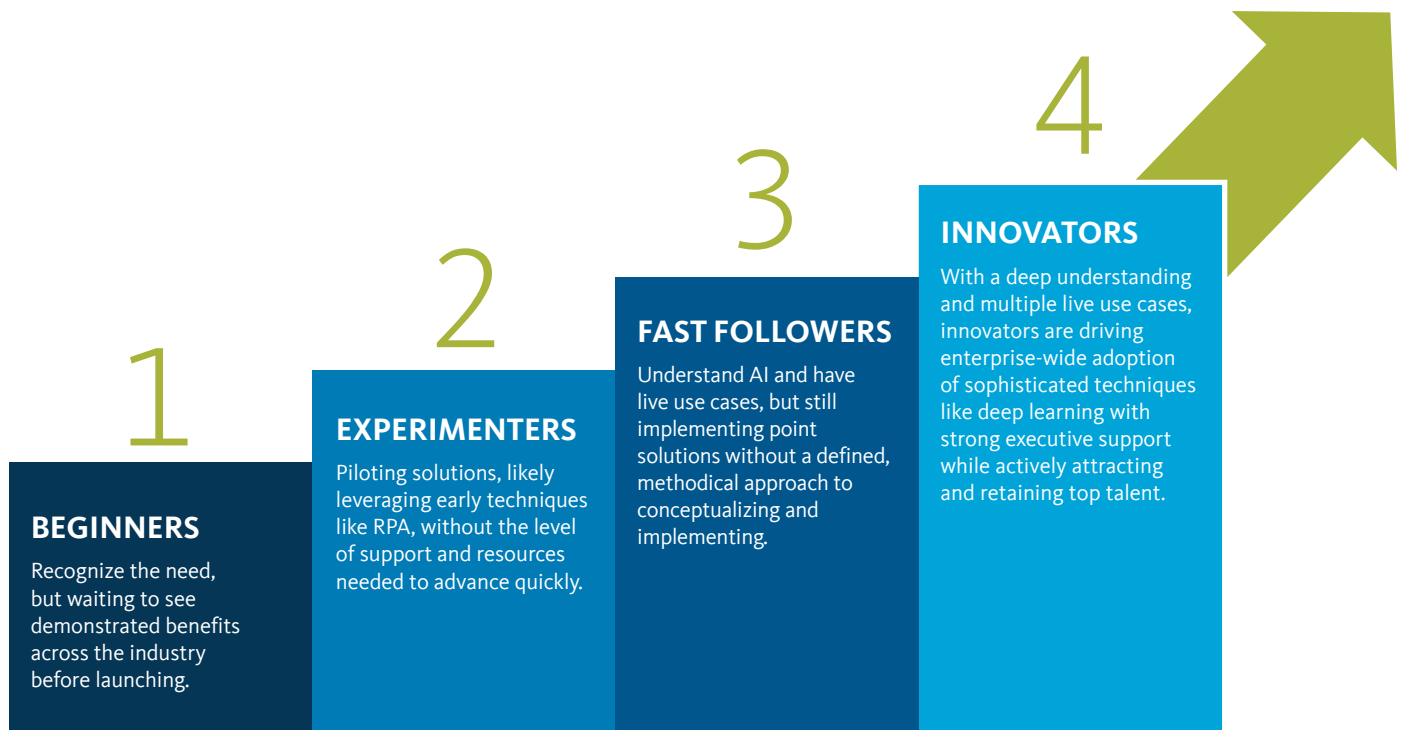 1
BEGINNERS
Recognize the need,
but waiting to see
demonstrated benefits
across the industry
before launching.
2
EXPERIMENTERS
Piloting solutions, likely
leveraging early techniques
like RPA, without the level
of support and resources
needed to advance quickly.
3
FAST FOLLOWERS
Understand AI and have
live use cases, but still
implementing point
solutions without a defined,
methodical approach to
conceptualizing and
implementing.
4
INNOVATORS
With a deep understanding
and multiple live use cases,
innovators are driving
enterprise-wide adoption
of sophisticated techniques
like deep learning with
strong executive support
while actively attracting
and retaining top talent.